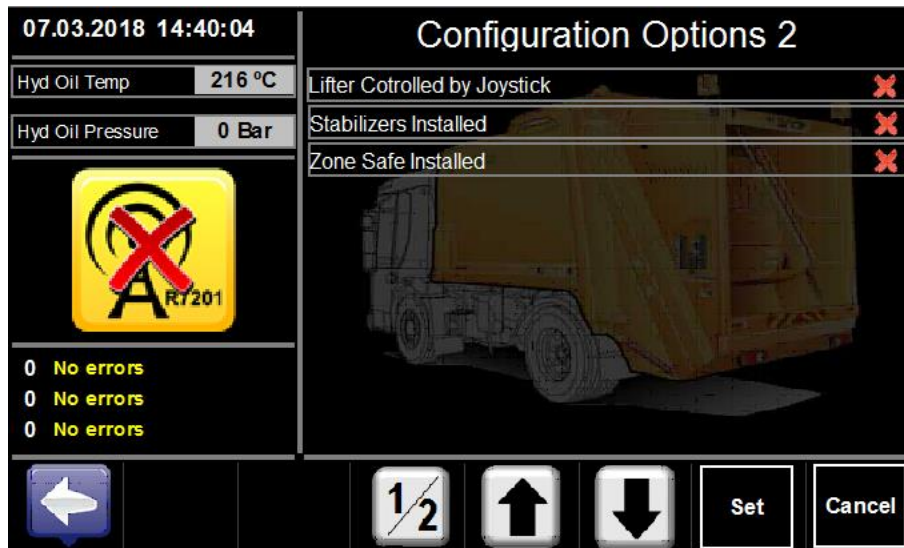 07.03.2018 14:40:04
Configuration Options 2
Hyd Oil Temp 216 ºC
Hyd Oil Pressure 0 Bar
Lifter Cotrolled by Joystick
Stabilizers Installed
Zone Safe Installed
R7201
0 No errors
0 No errors
0 No errors
1/2
Set
Cancel